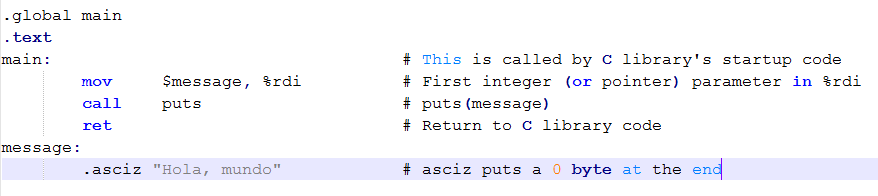 .global main
.text
main: # This is called by C library's startup code
mov $message, %rdi # First integer (or pointer) parameter in %rdi
call puts # puts(message)
ret # Return to C library code
message:
.asciz "Hola, mundo" # asciz puts a 0 byte at the end